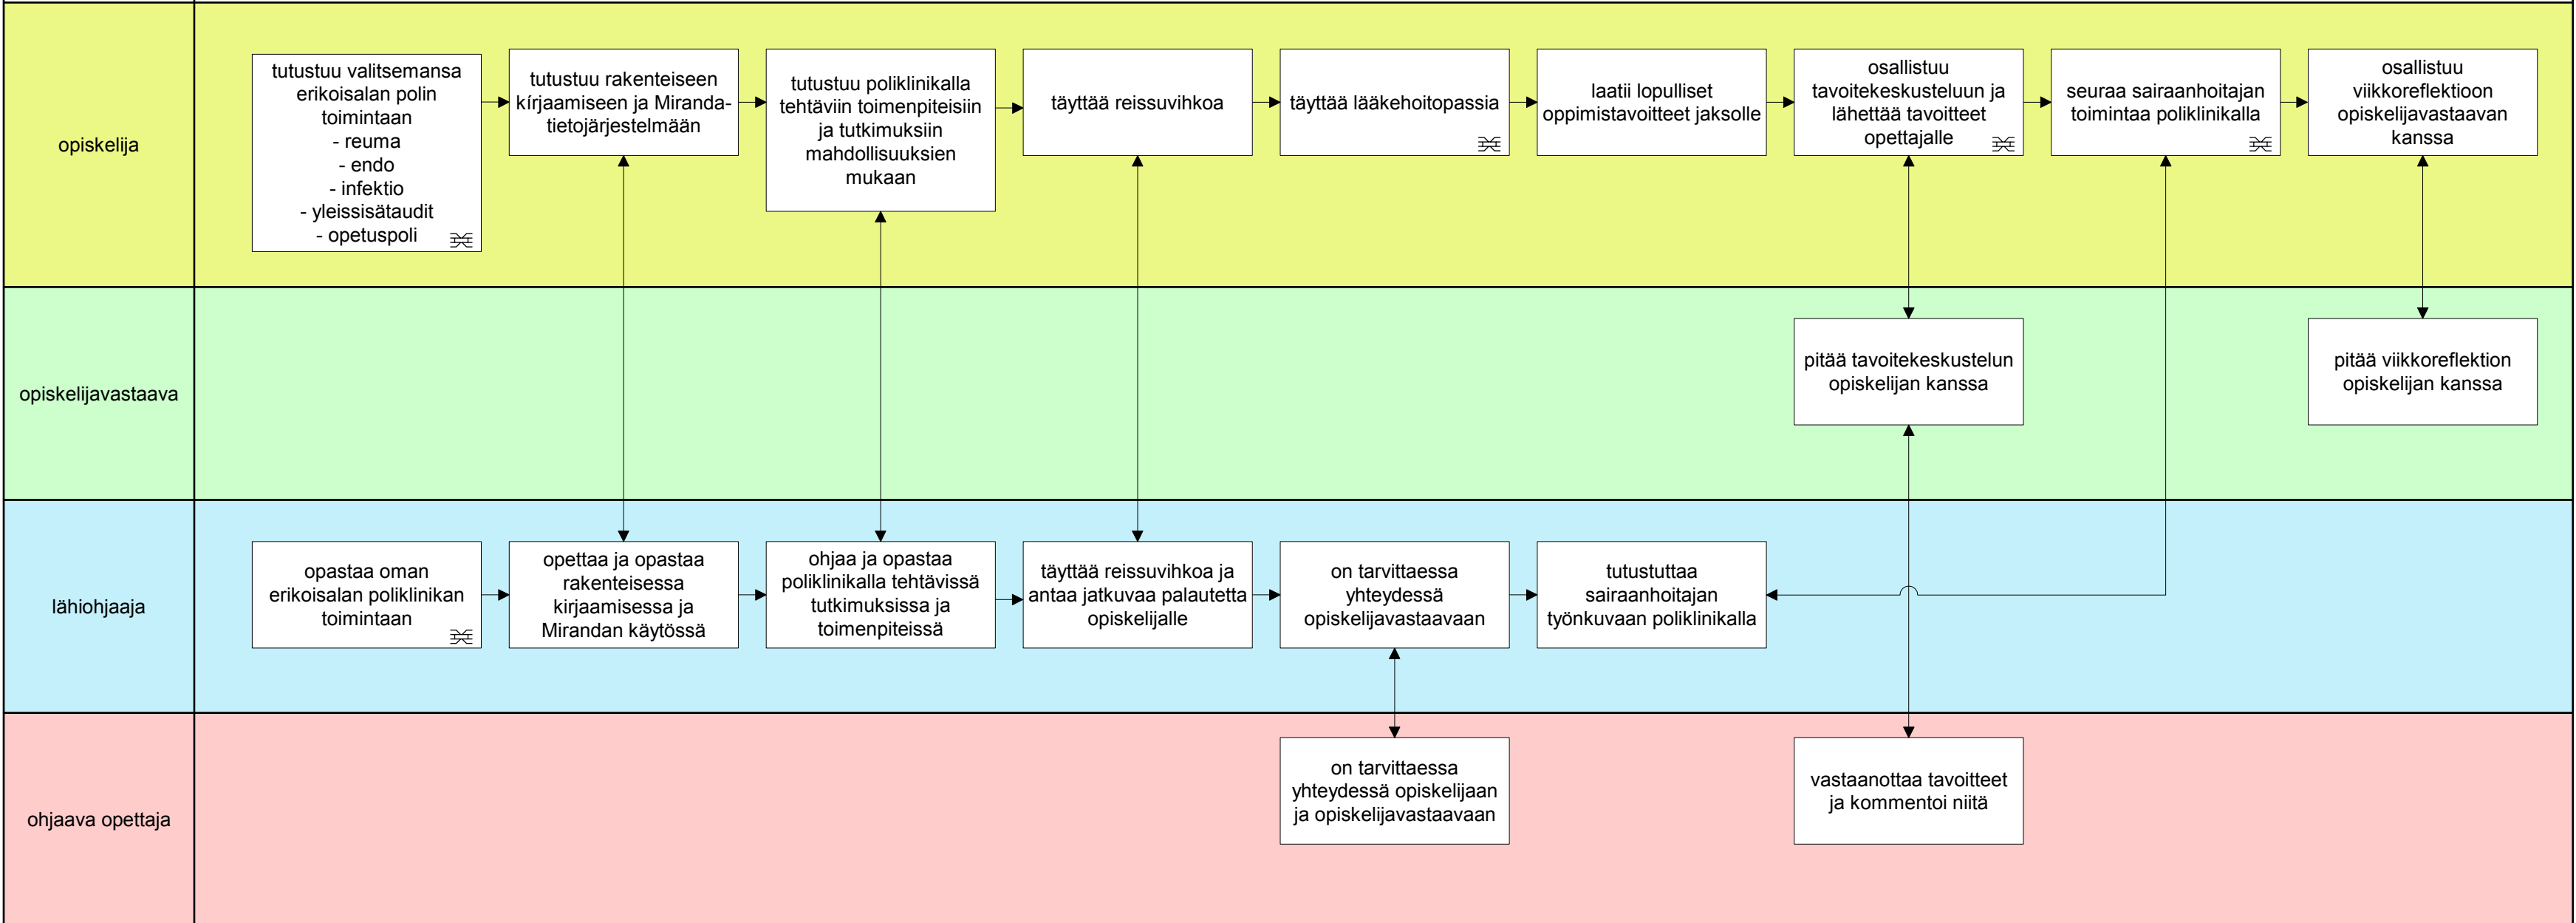 opiskelija
tutustuu valitsemansa
erikoisalan polin
toimintaan
- reuma
- endo
- infektio
- yleissisätaudit
- opetuspoli
tutustuu rakenteiseen
kírjaamiseen ja Miranda-
tietojärjestelmään
tutustuu poliklinikalla
tehtäviin toimenpiteisiin
ja tutkimuksiin
mahdollisuuksien
mukaan
täyttää reissuvihkoa
täyttää lääkehoitopassia
laatii lopulliset
oppimistavoitteet jaksolle
osallistuu
tavoitekeskusteluun ja
lähettää tavoitteet
opettajalle
seuraa sairaanhoitajan
toimintaa poliklinikalla
osallistuu
viikkoreflektioon
opiskelijavastaavan
kanssa
opiskelijavastaava
pitää tavoitekeskustelun
opiskelijan kanssa
pitää viikkoreflektion
opiskelijan kanssa
lähiohjaaja
opastaa oman
erikoisalan poliklinikan
toimintaan
opettaa ja opastaa
rakenteisessa
kirjaamisessa ja
Mirandan käytössä
ohjaa ja opastaa
poliklinikalla tehtävissä
tutkimuksissa ja
toimenpiteissä
täyttää reissuvihkoa ja
antaa jatkuvaa palautetta
opiskelijalle
on tarvittaessa
yhteydessä
opiskelijavastaavaan
tutustuttaa
sairaanhoitajan
työnkuvaan poliklinikalla
ohjaava opettaja
on tarvittaessa
yhteydessä opiskelijaan
ja opiskelijavastaavaan
vastaanottaa tavoitteet
ja kommentoi niitä